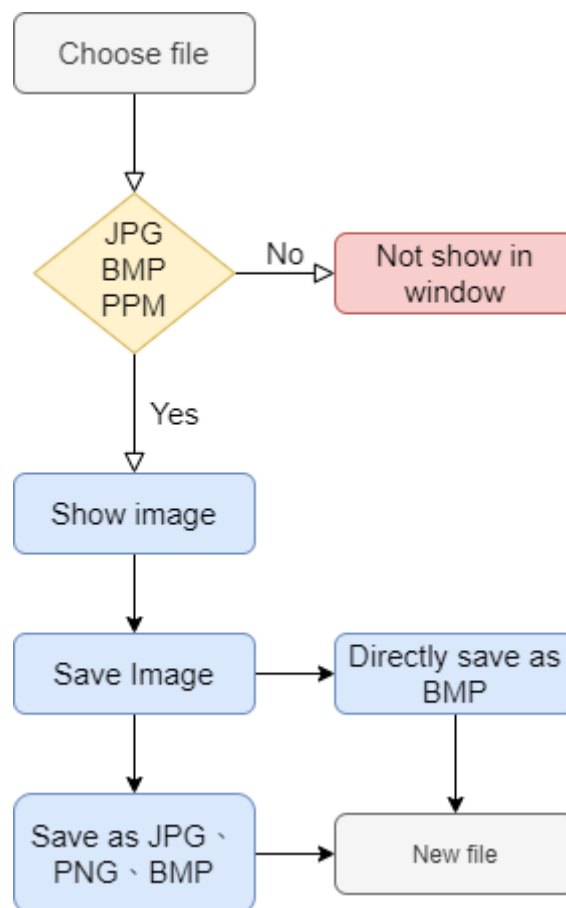 Choose file
JPG
BMP
PPM
No
Not show in
window
Yes
Show image
Save Image
Directly save as
BMP
Save as JPG、
PNG、BMP
New file